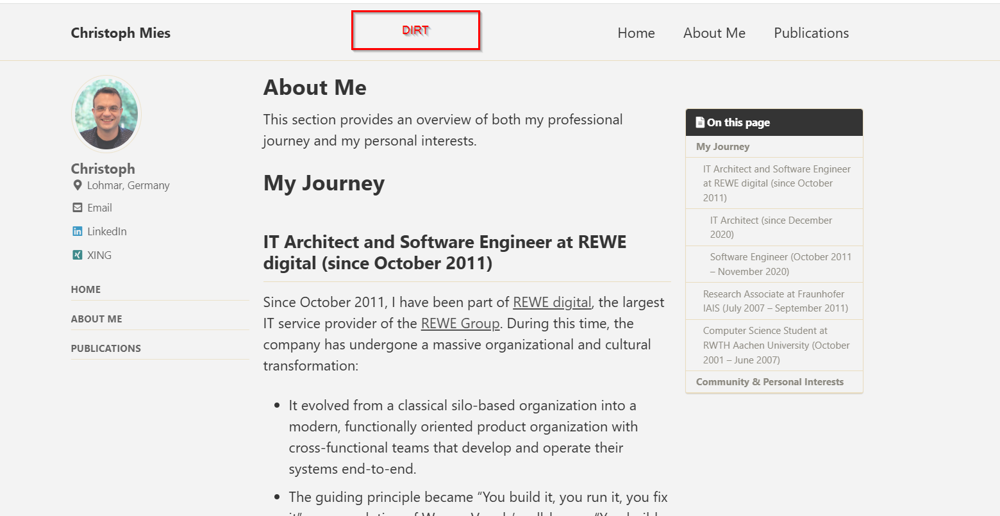 Christoph Mies
DIRT
Home
About Me
Publications
Christoph
Lohmar, Germany
Email
LinkedIn
XING
HOME
ABOUT ME
PUBLICATIONS
About Me
This section provides an overview of both my professional
journey and my personal interests.
My Journey
IT Architect and Software Engineer at REWE
digital (since October 2011)
Since October 2011, I have been part of REWE digital, the largest
IT service provider of the REWE Group. During this time, the
company has undergone a massive organizational and cultural
transformation:
It evolved from a classical silo-based organization into a
modern, functionally oriented product organization with
cross-functional teams that develop and operate their
systems end-to-end.
The guiding principle became “You build it, you run it, you fix
On this page
My Journey
IT Architect and Software Engineer
at REWE digital (since October
2011)
IT Architect (since December
2020)
Software Engineer (October 2011
– November 2020)
Research Associate at Fraunhofer
IAIS (July 2007 – September 2011)
Computer Science Student at
RWTH Aachen University (October
2001 – June 2007)
Community & Personal Interests